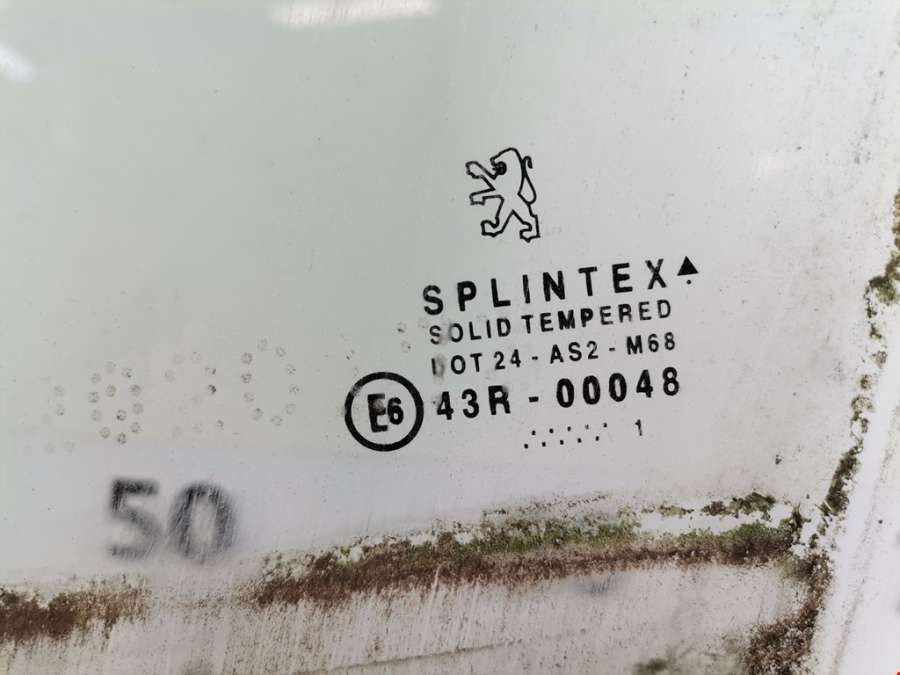 SPLINTEX
SOLID TEMPERED
DOT 24 - AS2 - M68
E6 43R - 00048
1
50